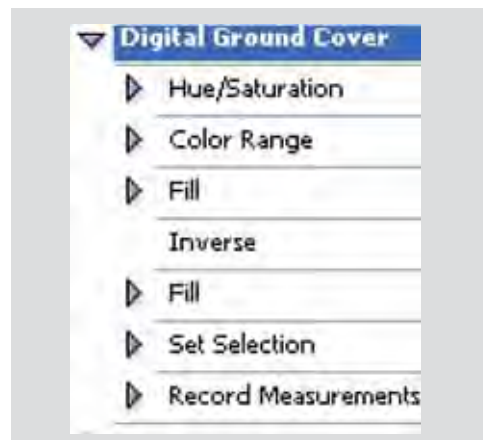 Digital Ground Cover
Hue/Saturation
Color Range
Fill
Inverse
Fill
Set Selection
Record Measurements